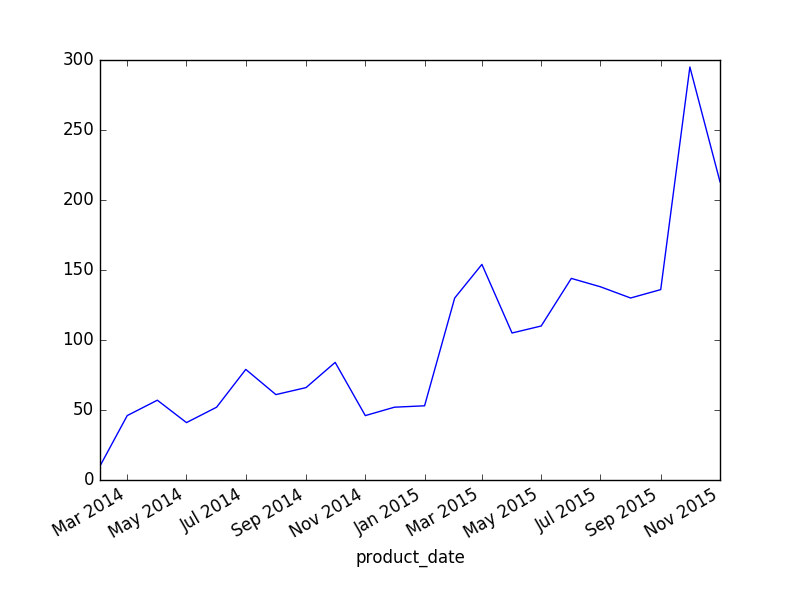 300
250
200
150
100
50
0
Mar 2014
May 2014
Jul 2014
Sep 2014
Nov 2014
Jan 2015
Mar 2015
May 2015
Jul 2015
Sep 2015
Nov 2015
product_date